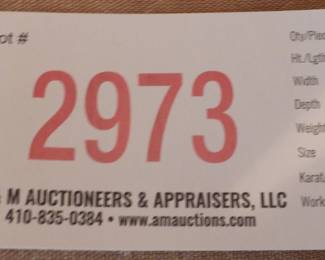 ot #
2973
& M AUCTIONEERS & APPRAISERS, LLC
410-835-0384 • www.amauctions.com
Qty/Piec
Ht./Lgth
Width
Depth
Weight
Size
Karat
Work